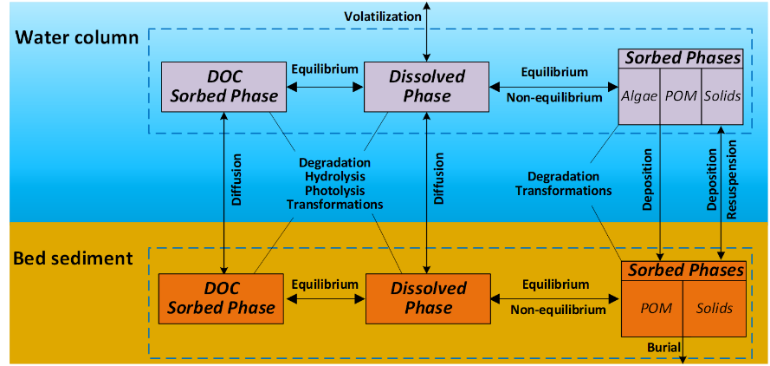 Volatilization
Water column
DOC
Sorbed Phase
Equilibrium
Dissolved
Phase
Equilibrium
Non-equilibrium
Sorbed Phases
Algae
POM
Solids
Diffusion
Degradation
Hydrolysis
Photolysis
Transformations
Diffusion
Degradation
Transformations
Deposition
Deposition
Resuspension
Bed sediment
DOC
Sorbed Phase
Equilibrium
Dissolved
Phase
Equilibrium
Non-equilibrium
Sorbed Phases
POM
Solids
Burial